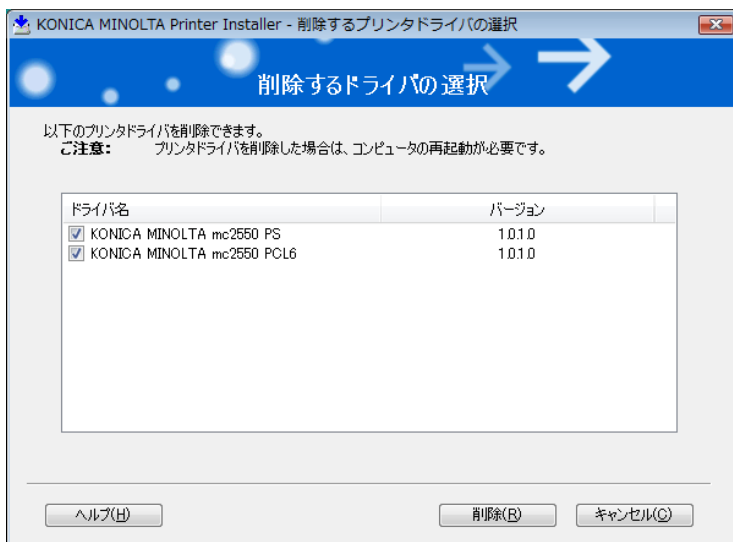 KONICA MINOLTA Printer Installer - 削除するプリンタドライバの選択
削除するドライバの選択
以下のプリンタドライバを削除できます。
ご注意: プリンタドライバを削除した場合は、コンピュータの再起動が必要です。
ドライバ名 バージョン
KONICA MINOLTA mc2550 PS 1.0.1.0
KONICA MINOLTA mc2550 PCL6 1.0.1.0
ヘルプ(H) 削除(R) キャンセル(C)